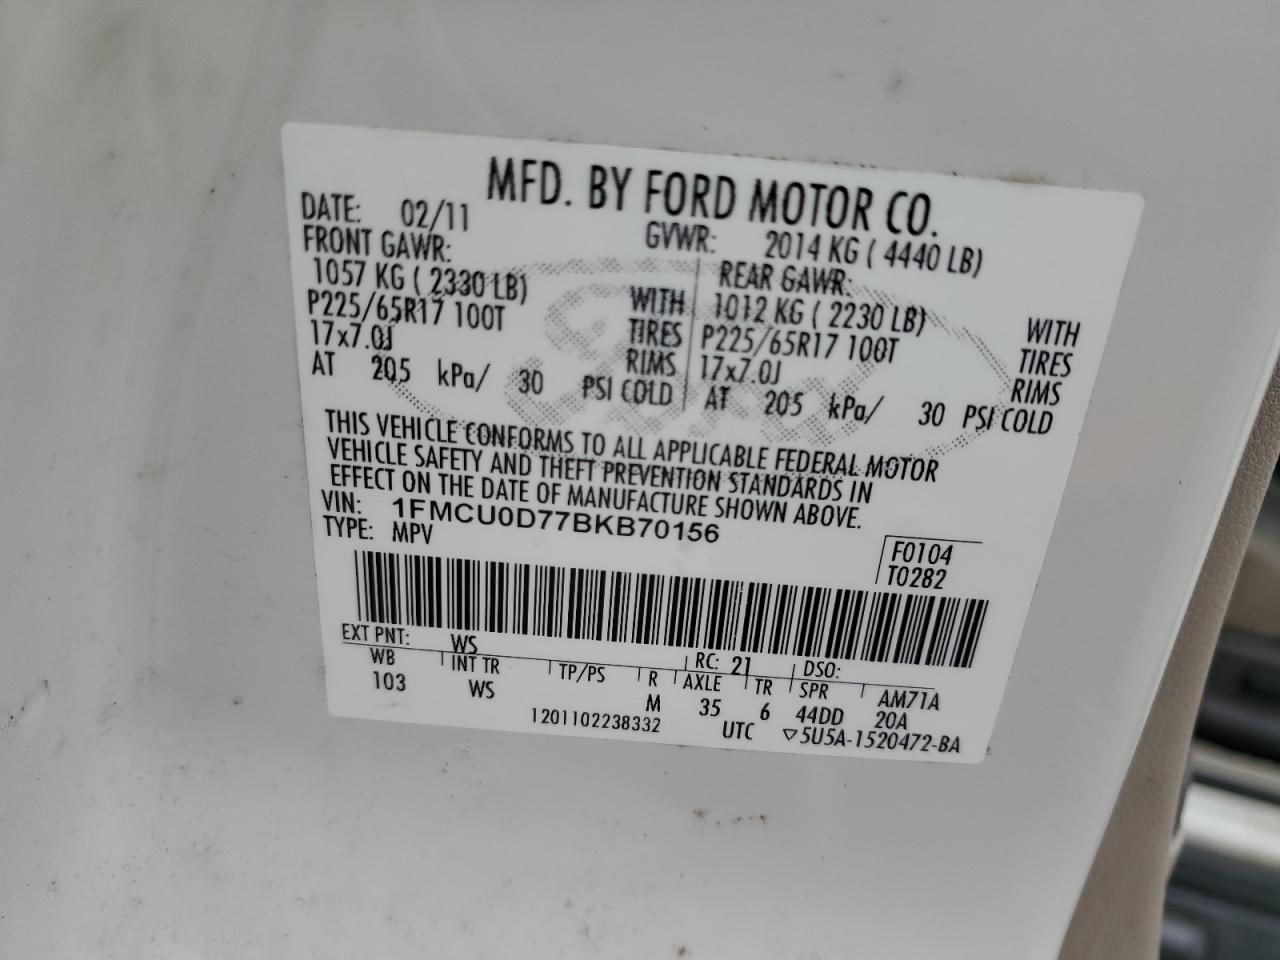 MFD. BY FORD MOTOR CO.
DATE: 02/11 GVWR: 2014 KG ( 4440 LB)
FRONT GAWR: REAR GAWR:
1057 KG ( 2330 LB) WITH 1012 KG ( 2230 LB) WITH
P225/65R17 100T TIRES P225/65R17 100T TIRES
17x7.0J RIMS 17x7.0J RIMS
AT 205 kPa/ 30 PSI COLD AT 205 kPa/ 30 PSI COLD
THIS VEHICLE CONFORMS TO ALL APPLICABLE FEDERAL MOTOR
VEHICLE SAFETY AND THEFT PREVENTION STANDARDS IN
EFFECT ON THE DATE OF MANUFACTURE SHOWN ABOVE.
VIN: 1FMCU0D77BKB70156
TYPE: MPV
F0104
T0282
EXT PNT: WS RC: 21 DSO:
WB INT TR TP/PS R AXLE TR SPR AM71A
103 WS M 35 6 44DD 20A
1201102238332 UTC ▽5U5A-1520472-BA
Ford